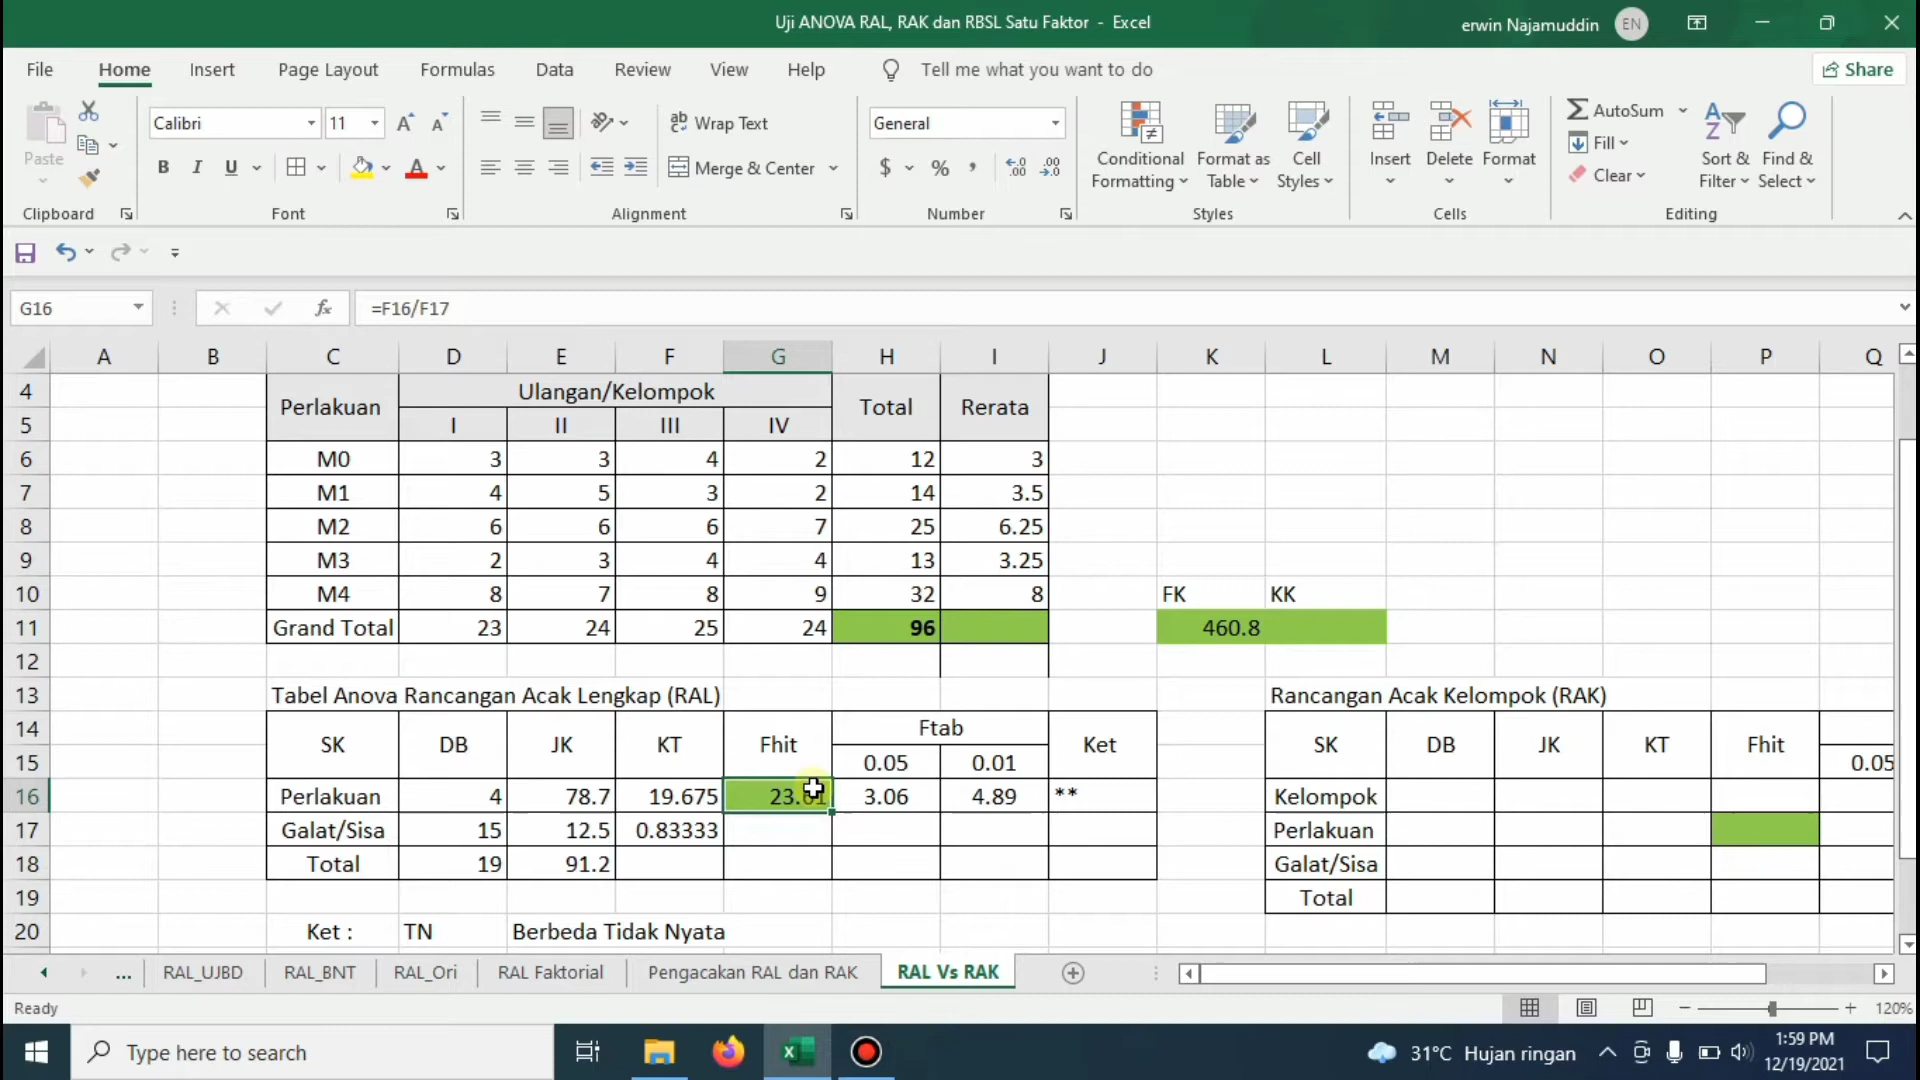 Uji ANOVA RAL, RAK dan RBSL Satu Faktor - Excel
erwin Najamuddin EN
File Home Insert Page Layout Formulas Data Review View Help Tell me what you want to do Share
Paste
Calibri 11
Wrap Text
General
Merge & Center
Conditional Formatting
Format as Table
Cell Styles
Insert
Delete
Format
AutoSum
Fill
Clear
Sort & Filter
Find & Select
Clipboard Font Alignment Number Styles Cells Editing
G16 fx =F16/F17
A B C D E F G H I J K L M N O P Q
4 Perlakuan Ulangan/Kelompok Total Rerata
5 I II III IV
6 M0 3 3 4 2 12 3
7 M1 4 5 3 2 14 3.5
8 M2 6 6 6 7 25 6.25
9 M3 2 3 4 4 13 3.25
10 M4 8 7 8 9 32 8 FK KK
11 Grand Total 23 24 25 24 96 460.8
12
13 Tabel Anova Rancangan Acak Lengkap (RAL) Rancangan Acak Kelompok (RAK)
14 SK DB JK KT Fhit Ftab Ket SK DB JK KT Fhit
15 0.05 0.01 0.05
16 Perlakuan 4 78.7 19.675 23.61 3.06 4.89 ** Kelompok
17 Galat/Sisa 15 12.5 0.83333 Perlakuan
18 Total 19 91.2 Galat/Sisa
19 Total
20 Ket : TN Berbeda Tidak Nyata
... RAL_UJBD RAL_BNT RAL_Ori RAL Faktorial Pengacakan RAL dan RAK RAL Vs RAK
Ready 120%
Type here to search
31°C Hujan ringan
1:59 PM
12/19/2021